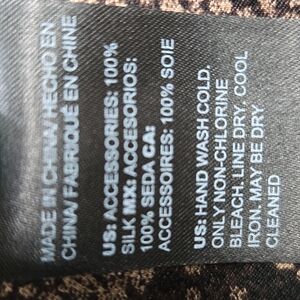 MADE IN CHINA/HECHO EN
CHINA/FABRIQUÉ EN CHINE
US: ACCESSORIES: 100%
SILK MX: ACCESORIOS:
100% SEDA CA:
ACCESSOIRES: 100% SOIE
US: HAND WASH COLD.
ONLY NON-CHLORINE
BLEACH. LINE DRY. COOL
IRON. MAY BE DRY
CLEANED